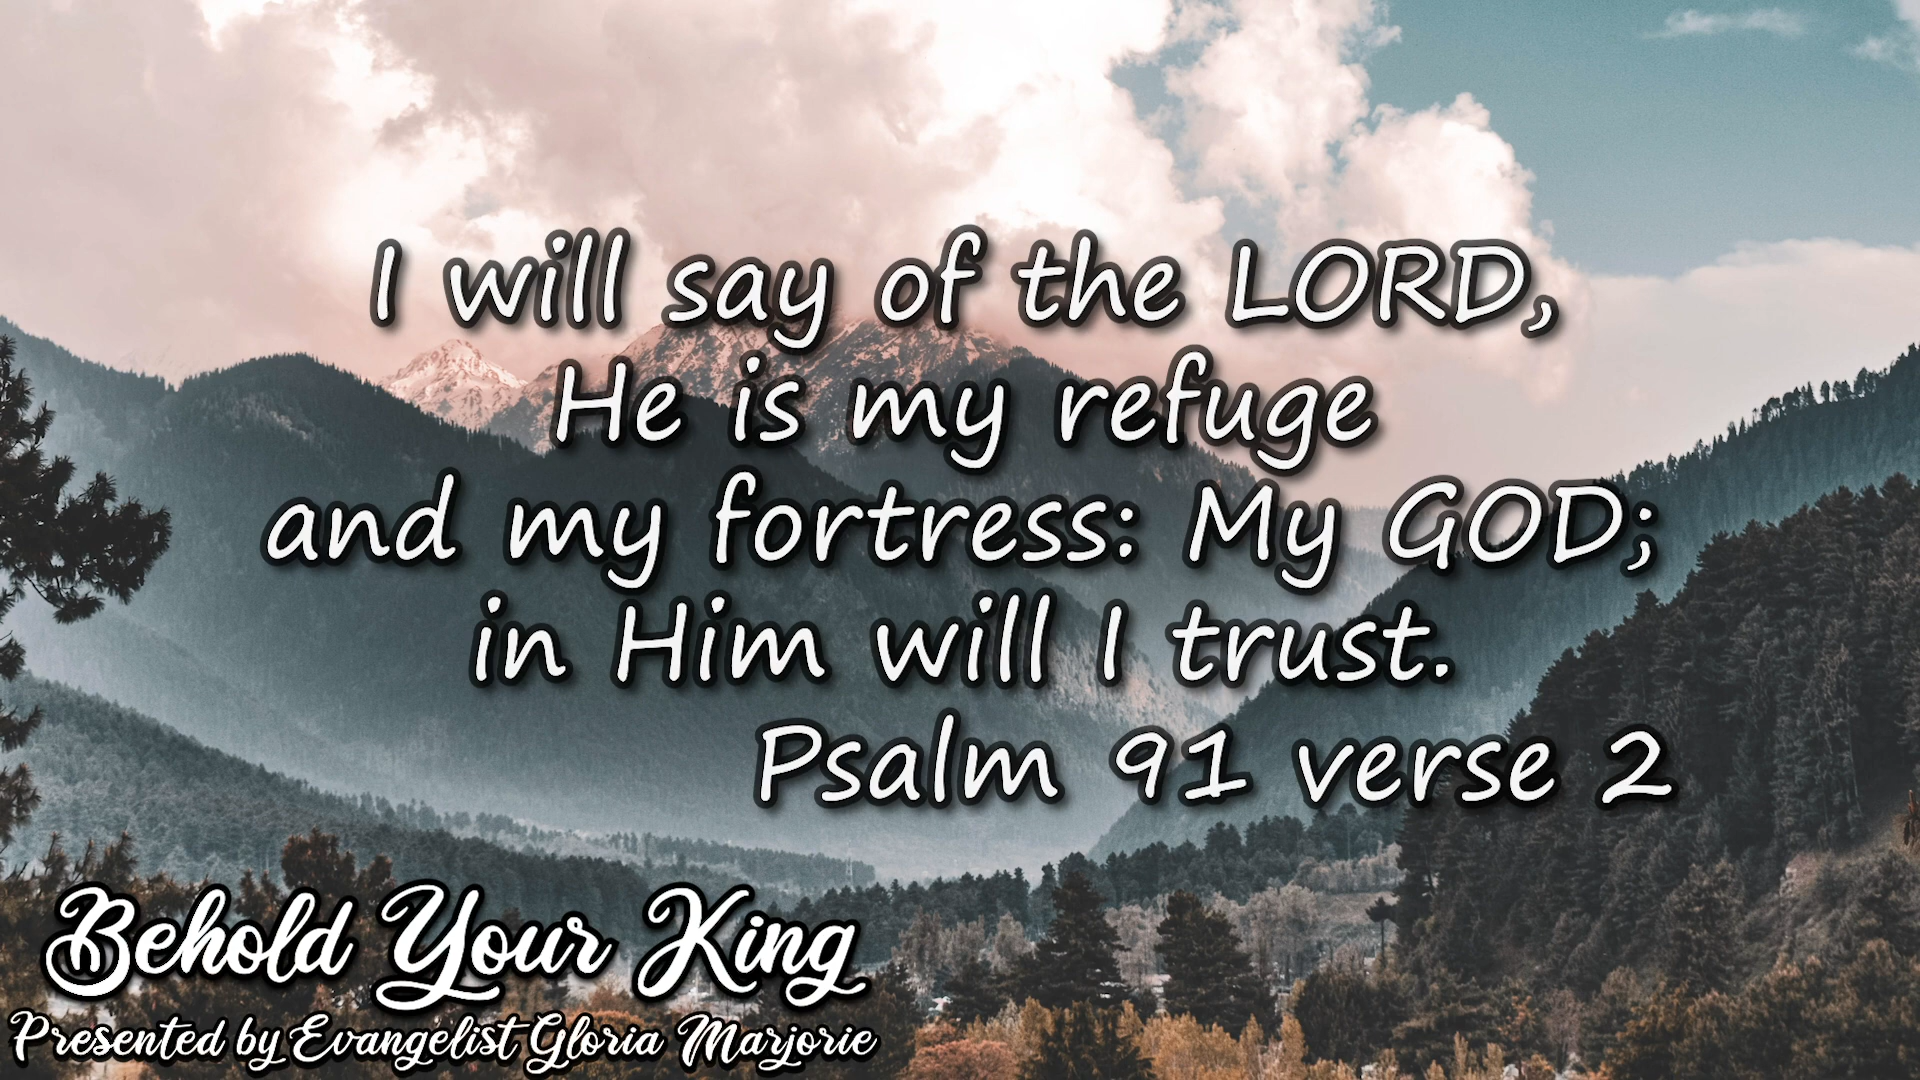 I will say of the LORD,
He is my refuge
and my fortress: My GOD;
in Him will I trust.
Psalm 91 verse 2
Behold Your King
Presented by Evangelist Gloria Marjorie